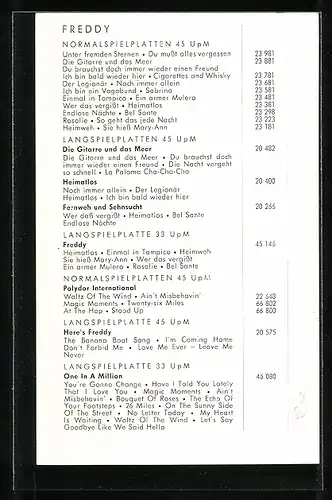 FREDDY
NORMALSPIELPLATTEN 45 UpM
Unter fremden Sternen • Du mußt alles vergessen 23 981
Die Gitarre und das Meer 23 881
Du brauchst doch immer wieder einen Freund
Ich bin bald wieder hier • Cigarettes and Whisky 23 781
Der Legionär • Noch immer allein 23 681
Ich bin ein Vagabund • Sabrina 23 581
Einmal in Tampico • Ein armer Mulero 23 481
Wer das vergißt • Heimatlos 23 381
Endlose Nächte • Bel Sante 23 298
Rosalie • So geht das jede Nacht 23 223
Heimweh • Sie hieß Mary-Ann 23 181
LANGSPIELPLATTEN 45 UpM
Die Gitarre und das Meer 20 482
Die Gitarre und das Meer • Du brauchst doch
immer wieder einen Freund • Die Nacht vergeht
so schnell • La Paloma Cha-Cha-Cha
Heimatlos 20 400
Noch immer allein • Der Legionär
Heimatlos • Ich bin bald wieder hier
Fernweh und Sehnsucht 20 266
Wer daß vergißt • Heimatlos • Bel Sante
Endlose Nächte
LANGSPIELPLATTE 33 UpM
Freddy 45 146
Heimatlos • Einmal in Tampico • Heimweh
Sie hieß Mary-Ann • Wer das vergißt
Ein armer Mulero • Rosalie • Bel Sante
NORMALSPIELPLATTEN 45 UpM
Polydor International
Waltz Of The Wind • Ain't Misbehavin' 22 648
Magic Moments • Twenty-six Miles 66 802
At The Hop • Stood Up 66 800
LANGSPIELPLATTE 45 UpM
Here's Freddy 20 575
The Banana Boat Song • I'm Coming Home
Don't Forbid Me • Love Me Ever — Leave Me
Never
LANGSPIELPLATTE 33 UpM
One In A Million 46 080
You're Gonna Change • Have I Told You Lately
That I Love You • Magic Moments • Ain't
Misbehavin' • Bouquet Of Roses • The Echo Of
Your Footsteps • 26 Miles • On The Sunny Side
Of The Street • No Letter Today • My Heart
Is Waiting • Waltz Of The Wind • Let's Say
Goodbye Like We Said Hello